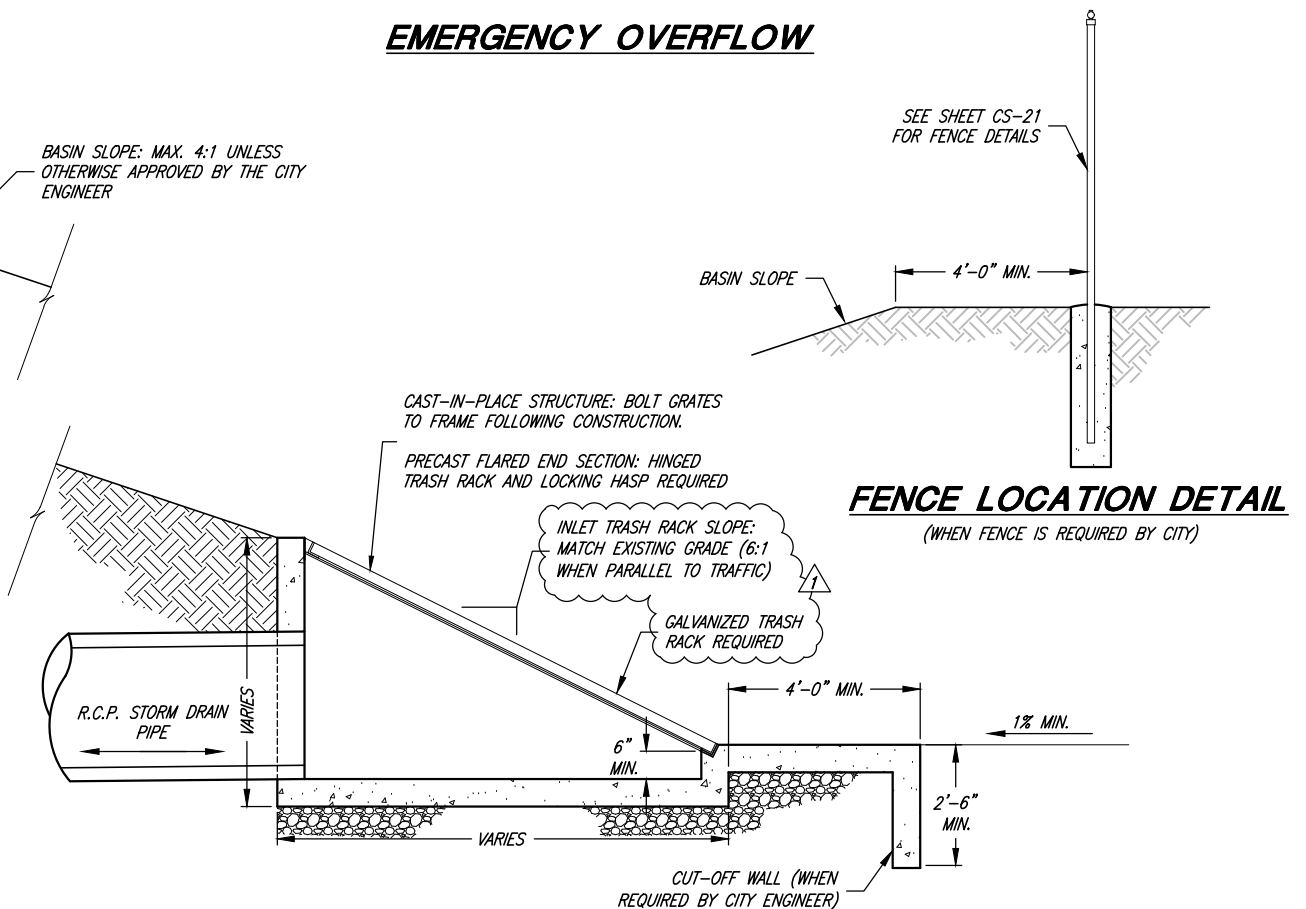 EMERGENCY OVERFLOW
SEE SHEET CS-21
FOR FENCE DETAILS
BASIN SLOPE: MAX. 4:1 UNLESS
OTHERWISE APPROVED BY THE CITY
ENGINEER
4'-0" MIN.
BASIN SLOPE
CAST-IN-PLACE STRUCTURE: BOLT GRATES
TO FRAME FOLLOWING CONSTRUCTION.
PRECAST FLARED END SECTION: HINGED
TRASH RACK AND LOCKING HASP REQUIRED
FENCE LOCATION DETAIL
(WHEN FENCE IS REQUIRED BY CITY)
INLET TRASH RACK SLOPE:
MATCH EXISTING GRADE (6:1
WHEN PARALLEL TO TRAFFIC)
1
GALVANIZED TRASH
RACK REQUIRED
4'-0" MIN.
R.C.P. STORM DRAIN
PIPE
VARIES
1% MIN.
6"
MIN.
2'-6"
MIN.
VARIES
CUT-OFF WALL (WHEN
REQUIRED BY CITY ENGINEER)